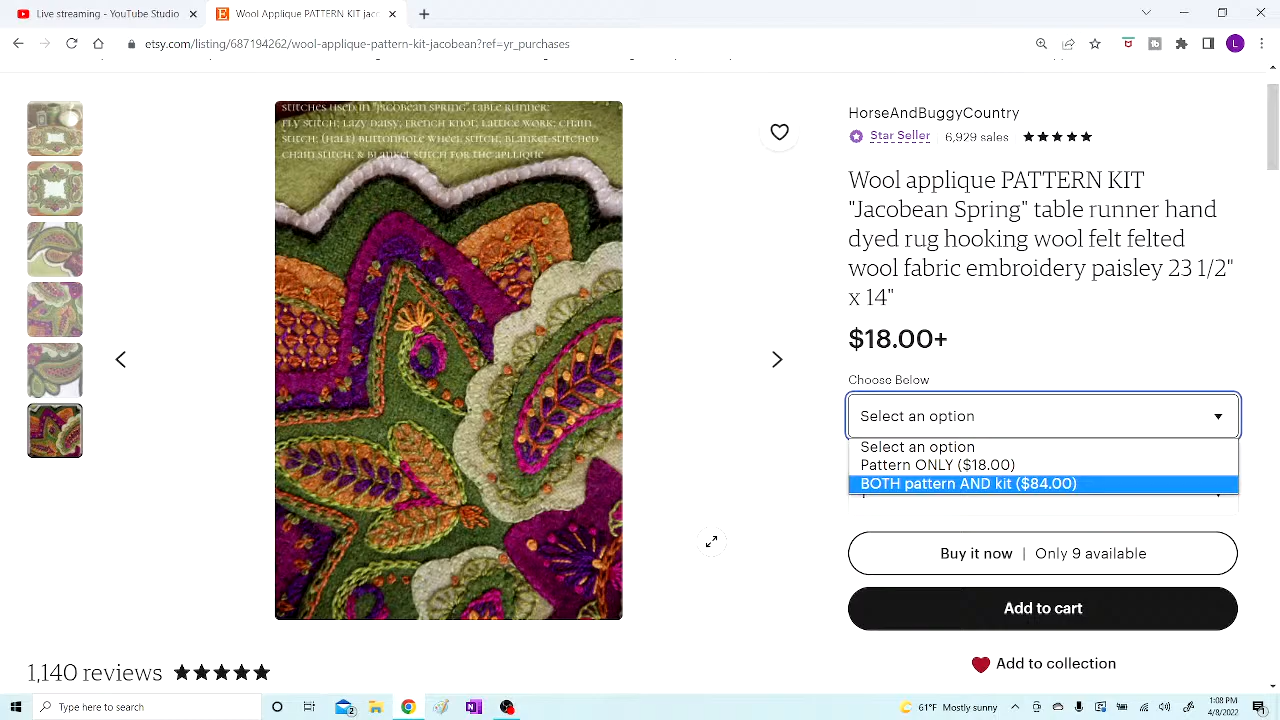 Live streaming - YouTube Studio
Wool applique PATTERN KIT jac
etsy.com/listing/687194262/wool-applique-pattern-kit-jacobean?ref=yr_purchases
L
STITCHES USED IN "JACOBEAN SPRING" TABLE RUNNER:
FLY STITCH; LAZY DAISY; FRENCH KNOT; LATTICE WORK; CHAIN
STITCH; (HALF) BUTTONHOLE WHEEL STITCH; BLANKET-STITCHED
CHAIN STITCH; & BLANKET STITCH FOR THE APLLIQUE
HorseAndBuggyCountry
Star Seller 6,029 sales
Wool applique PATTERN KIT
"Jacobean Spring" table runner hand
dyed rug hooking wool felt felted
wool fabric embroidery paisley 23 1/2"
x 14"
$18.00+
Choose Below
Select an option
Select an option
Pattern ONLY ($18.00)
BOTH pattern AND kit ($84.00)
Buy it now | Only 9 available
Add to cart
Add to collection
1,140 reviews
Type here to search
61°F Mostly sunny
1:08 PM
4/8/2022